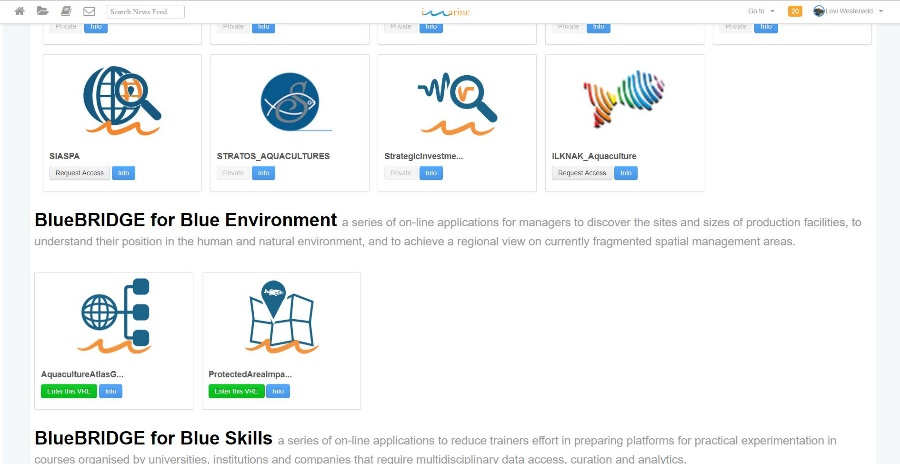 Search News Feed
i marine
Go to
20
Levi Westerveld
Private Info
Private Info
Private Info
Private Info
Private Info
SIASPA
Request Access Info
STRATOS_AQUACULTURES
Private Info
StrategicInvestme...
Private Info
ILKNAK_Aquaculture
Request Access Info
BlueBRIDGE for Blue Environment a series of on-line applications for managers to discover the sites and sizes of production facilities, to
understand their position in the human and natural environment, and to achieve a regional view on currently fragmented spatial management areas.
AquacultureAtlasG...
Enter this VRE Info
ProtectedAreaImpa...
Enter this VRE Info
BlueBRIDGE for Blue Skills a series of on-line applications to reduce trainers effort in preparing platforms for practical experimentation in
courses organised by universities, institutions and companies that require multidisciplinary data access, curation and analytics.